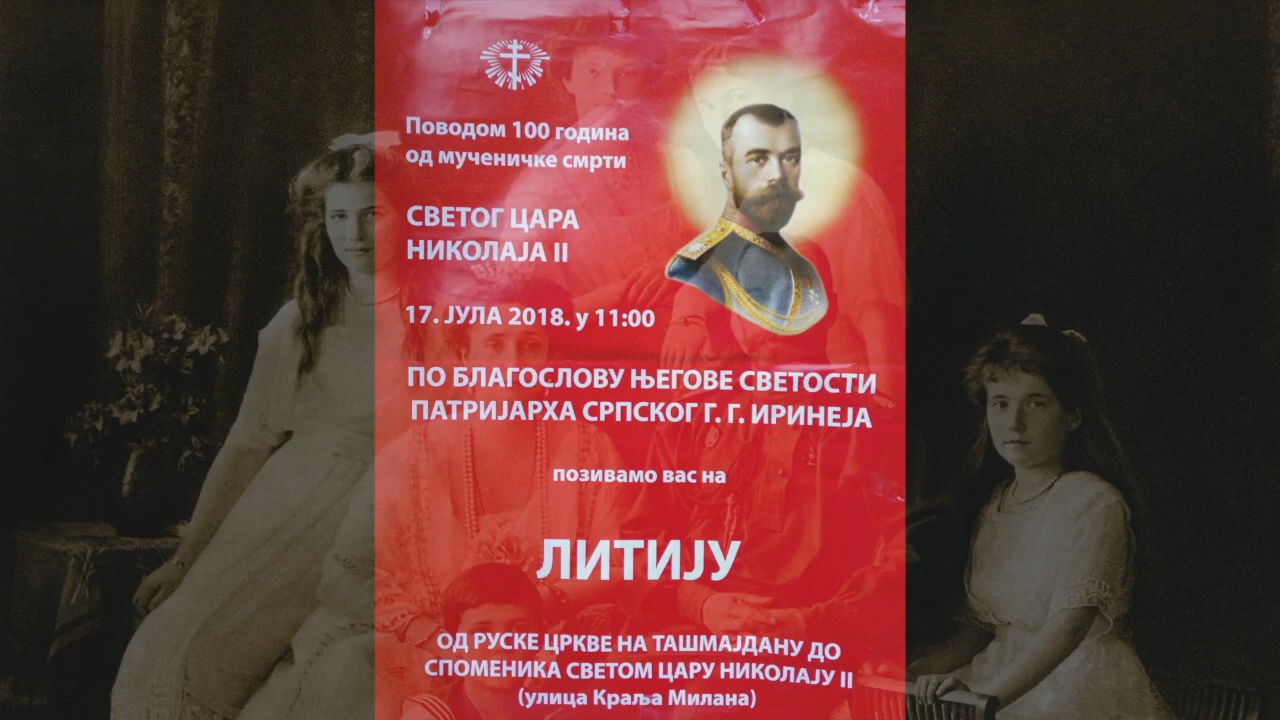 Поводом 100 година
од мученичке смрти
СВЕТОГ ЦАРА
НИКОЛАЈА II
17. ЈУЛА 2018. у 11:00
ПО БЛАГОСЛОВУ ЊЕГОВЕ СВЕТОСТИ
ПАТРИЈАРХА СРПСКОГ Г. Г. ИРИНЕЈА
позивамо вас на
ЛИТИЈУ
ОД РУСКЕ ЦРКВЕ НА ТАШМАЈДАНУ ДО
СПОМЕНИКА СВЕТОМ ЦАРУ НИКОЛАЈУ II
(улица Краља Милана)